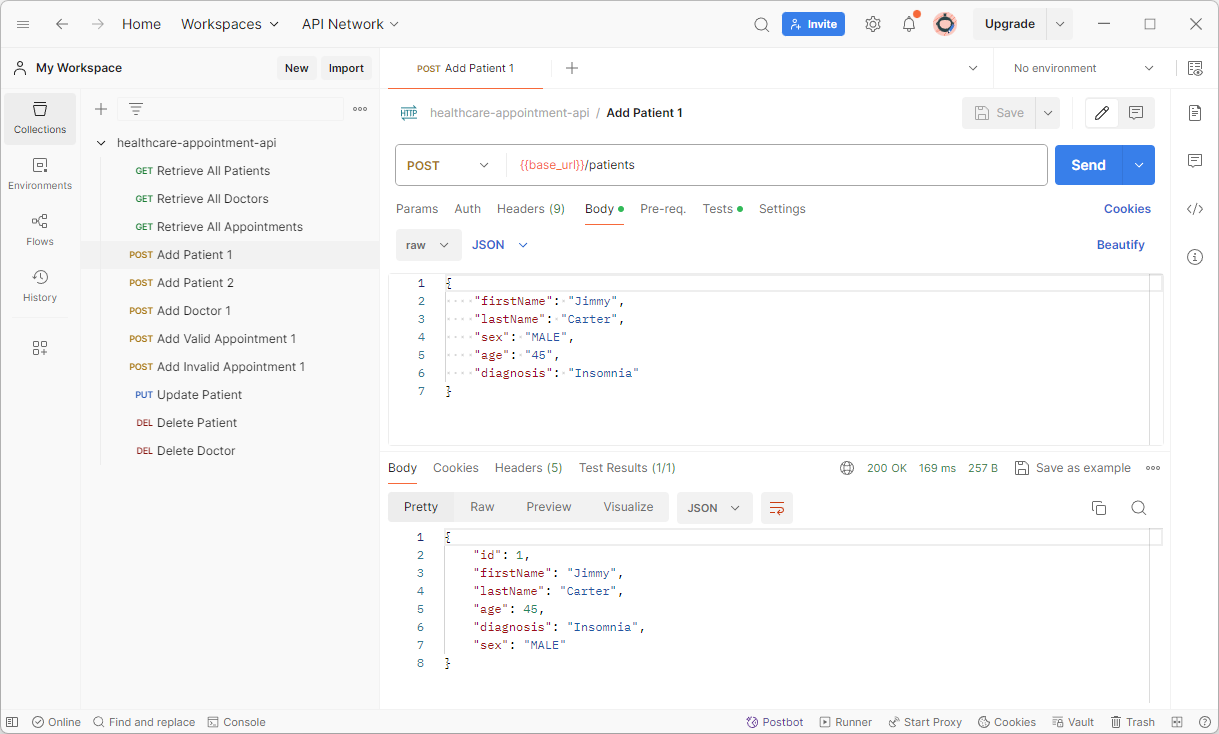 Home Workspaces API Network Invite Upgrade
My Workspace New Import POST Add Patient 1 No environment
HTTP healthcare-appointment-api / Add Patient 1 Save
Collections
Environments
Flows
History
healthcare-appointment-api
GET Retrieve All Patients
GET Retrieve All Doctors
GET Retrieve All Appointments
POST Add Patient 1
POST Add Patient 2
POST Add Doctor 1
POST Add Valid Appointment 1
POST Add Invalid Appointment 1
PUT Update Patient
DEL Delete Patient
DEL Delete Doctor
POST {{base_url}}/patients Send
Params Auth Headers (9) Body Pre-req. Tests Settings Cookies
raw JSON Beautify
1 {
2 "firstName": "Jimmy",
3 "lastName": "Carter",
4 "sex": "MALE",
5 "age": "45",
6 "diagnosis": "Insomnia"
7 }
Body Cookies Headers (5) Test Results (1/1) 200 OK 169 ms 257 B Save as example
Pretty Raw Preview Visualize JSON
1 {
2 "id": 1,
3 "firstName": "Jimmy",
4 "lastName": "Carter",
5 "age": 45,
6 "diagnosis": "Insomnia",
7 "sex": "MALE"
8 }
Online Find and replace Console Postbot Runner Start Proxy Cookies Vault Trash